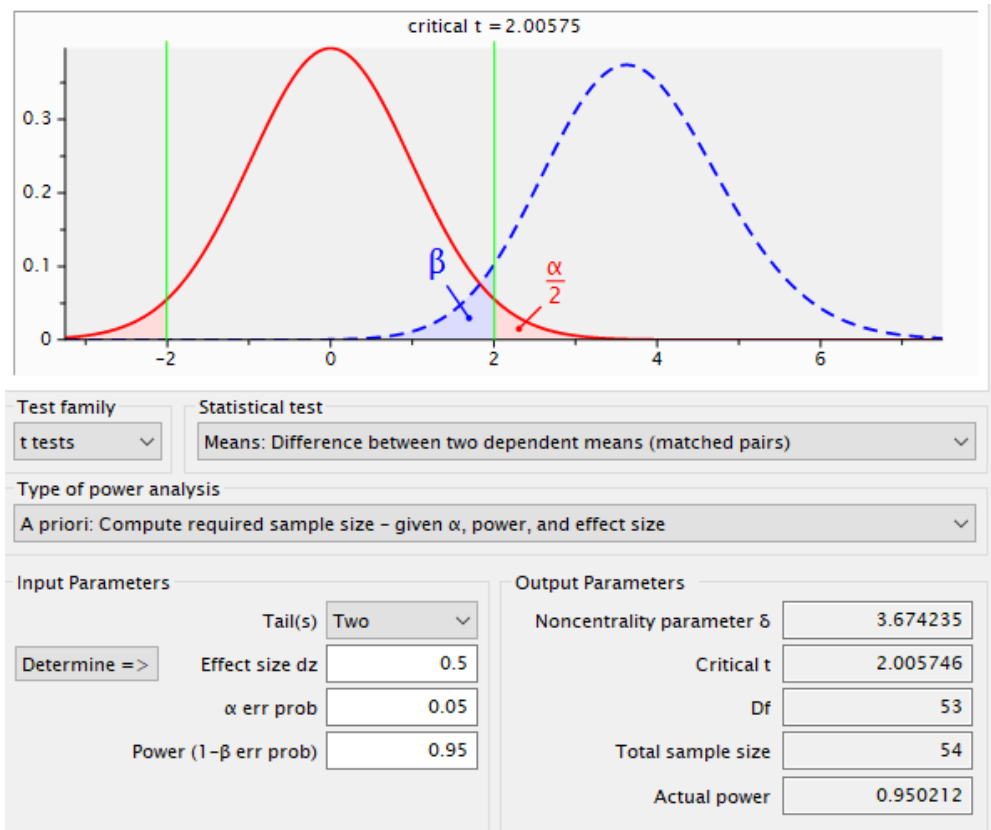 critical t = 2.00575
0.3
0.2
0.1
0
β
α
2
-2
0
2
4
6
Test family
Statistical test
t tests
Means: Difference between two dependent means (matched pairs)
Type of power analysis
A priori: Compute required sample size – given α, power, and effect size
Input Parameters
Tail(s) Two
Determine => Effect size dz 0.5
α err prob 0.05
Power (1-β err prob) 0.95
Output Parameters
Noncentrality parameter δ 3.674235
Critical t 2.005746
Df 53
Total sample size 54
Actual power 0.950212